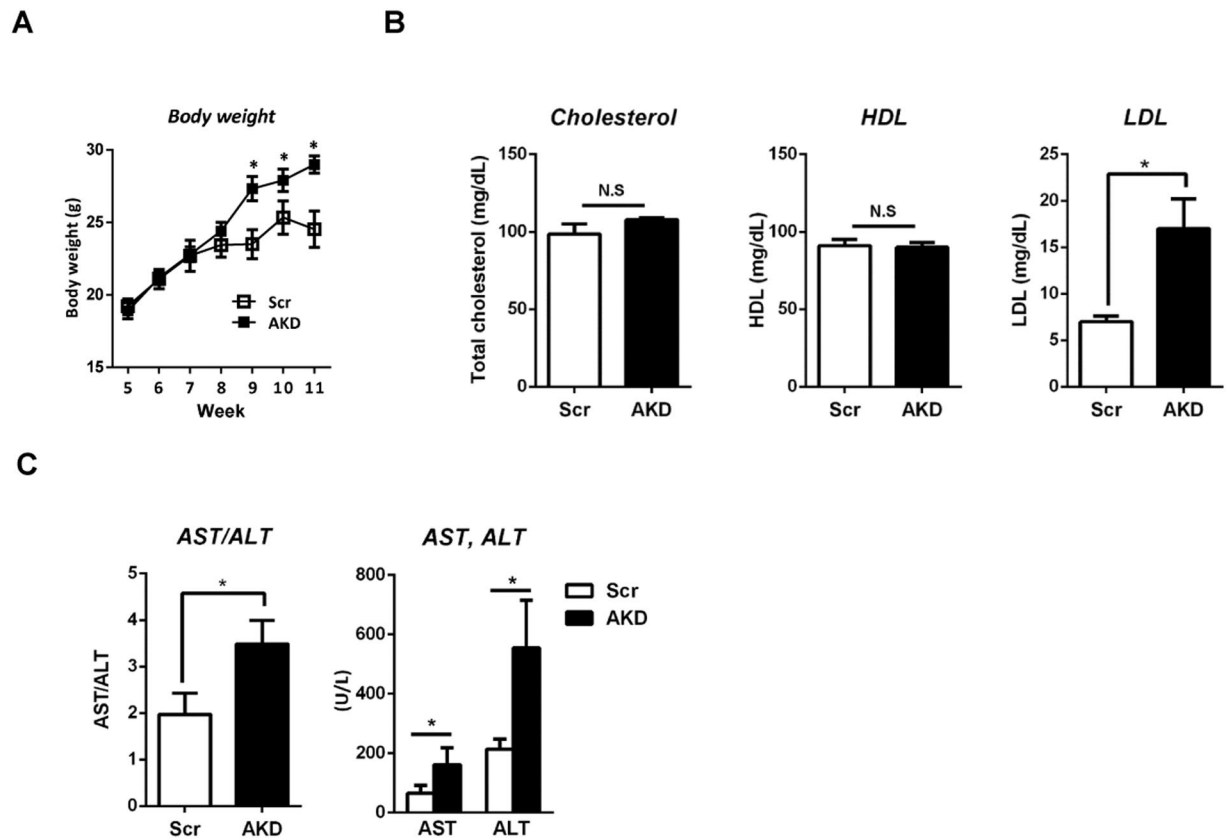 A
B
Body weight
*
*
*
30
25
20
15
Body weight (g)
Scr
AKD
5 6 7 8 9 10 11
Week
Cholesterol
150
100
50
0
Total cholesterol (mg/dL)
N.S
Scr AKD
HDL
150
100
50
0
HDL (mg/dL)
N.S
Scr AKD
LDL
25
20
15
10
5
0
LDL (mg/dL)
*
Scr AKD
C
AST/ALT
5
4
3
2
1
0
AST/ALT
*
Scr AKD
AST, ALT
800
600
400
200
0
(U/L)
*
*
AST ALT
Scr
AKD